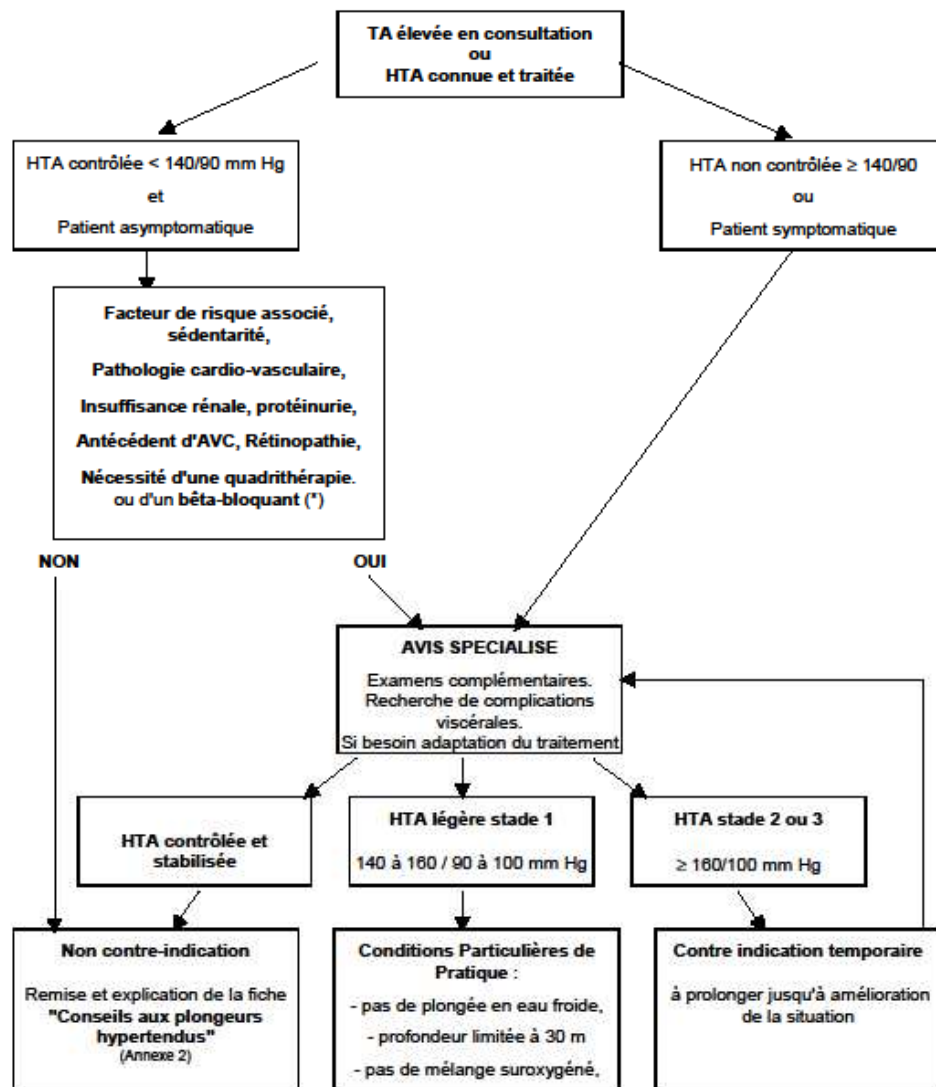 TA élevée en consultation
ou
HTA connue et traitée
HTA contrôlée < 140/90 mm Hg
et
Patient asymptomatique
HTA non contrôlée ≥ 140/90
ou
Patient symptomatique
Facteur de risque associé,
sédentarité,
Pathologie cardio-vasculaire,
Insuffisance rénale, protéinurie,
Antécédent d'AVC, Rétinopathie,
Nécessité d'une quadrithérapie.
ou d'un bêta-bloquant (*)
NON
OUI
AVIS SPECIALISE
Examens complémentaires.
Recherche de complications
viscérales.
Si besoin adaptation du traitement
HTA contrôlée et
stabilisée
HTA légère stade 1
140 à 160 / 90 à 100 mm Hg
HTA stade 2 ou 3
≥ 160/100 mm Hg
Non contre-indication
Remise et explication de la fiche
"Conseils aux plongeurs
hypertendus"
(Annexe 2)
Conditions Particulières de
Pratique :
- pas de plongée en eau froide,
- profondeur limitée à 30 m
- pas de mélange suroxygéné,
Contre indication temporaire
à prolonger jusqu'à amélioration
de la situation